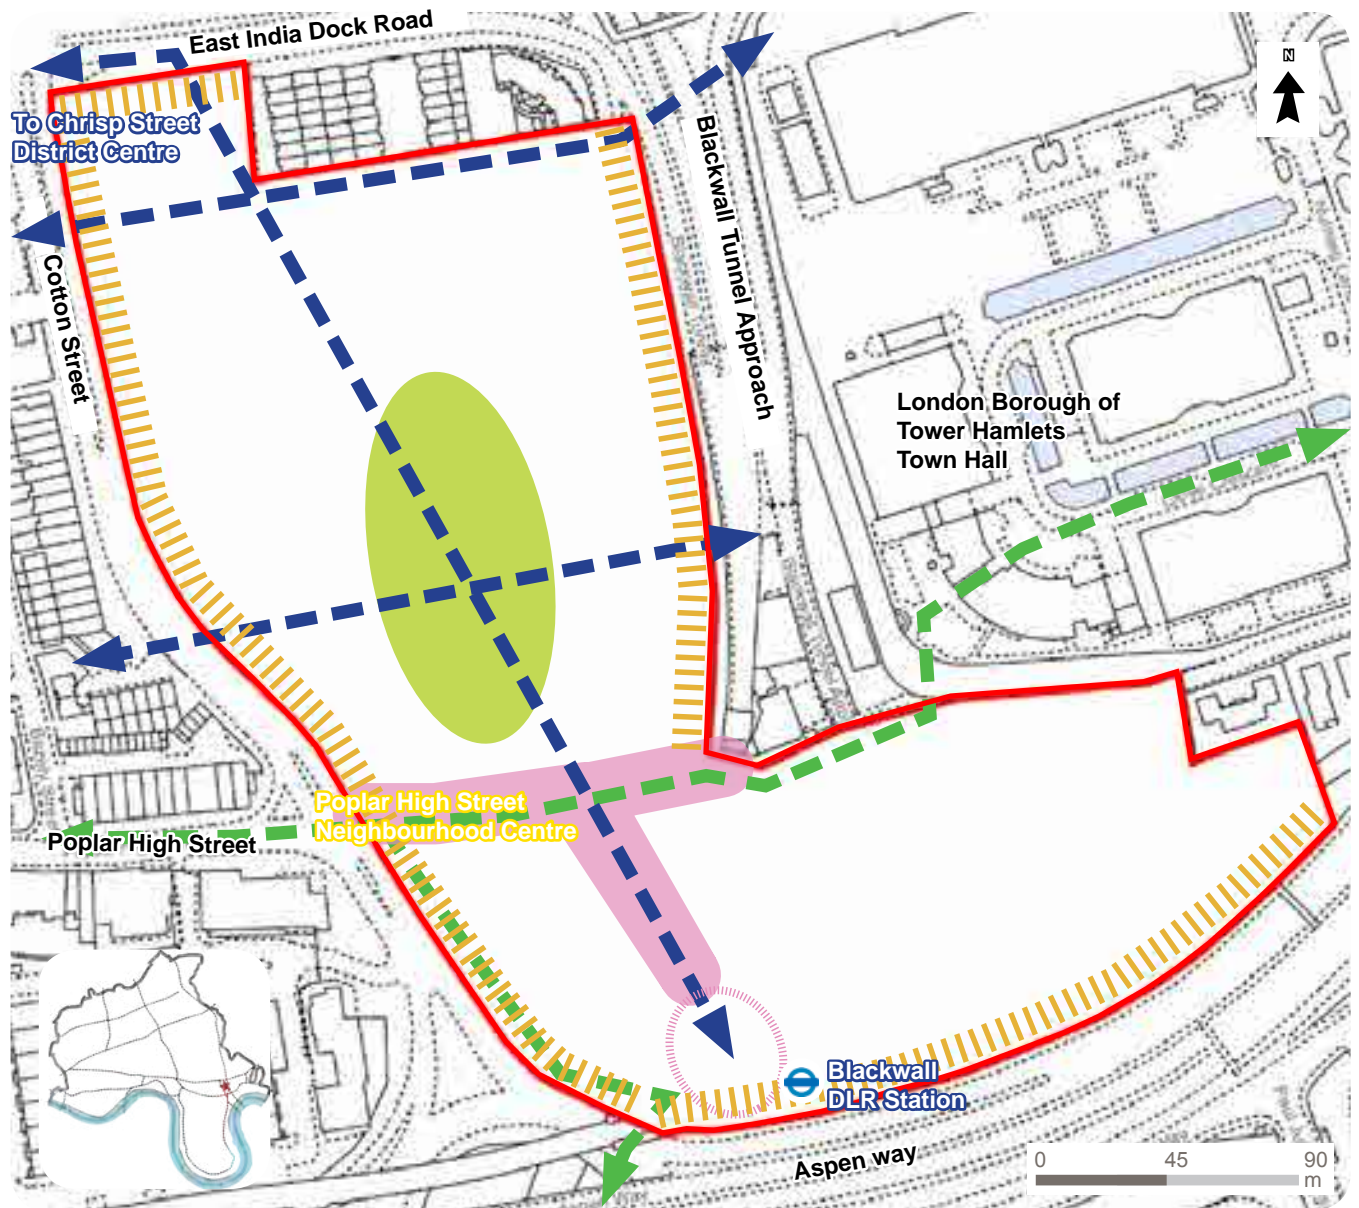 East India Dock Road
N
To Chrisp Street
District Centre
Blackwall Tunnel Approach
Cotton Street
London Borough of
Tower Hamlets
Town Hall
Poplar High Street
Neighbourhood Centre
Poplar High Street
Blackwall
DLR Station
Aspen way
0 45 90
m